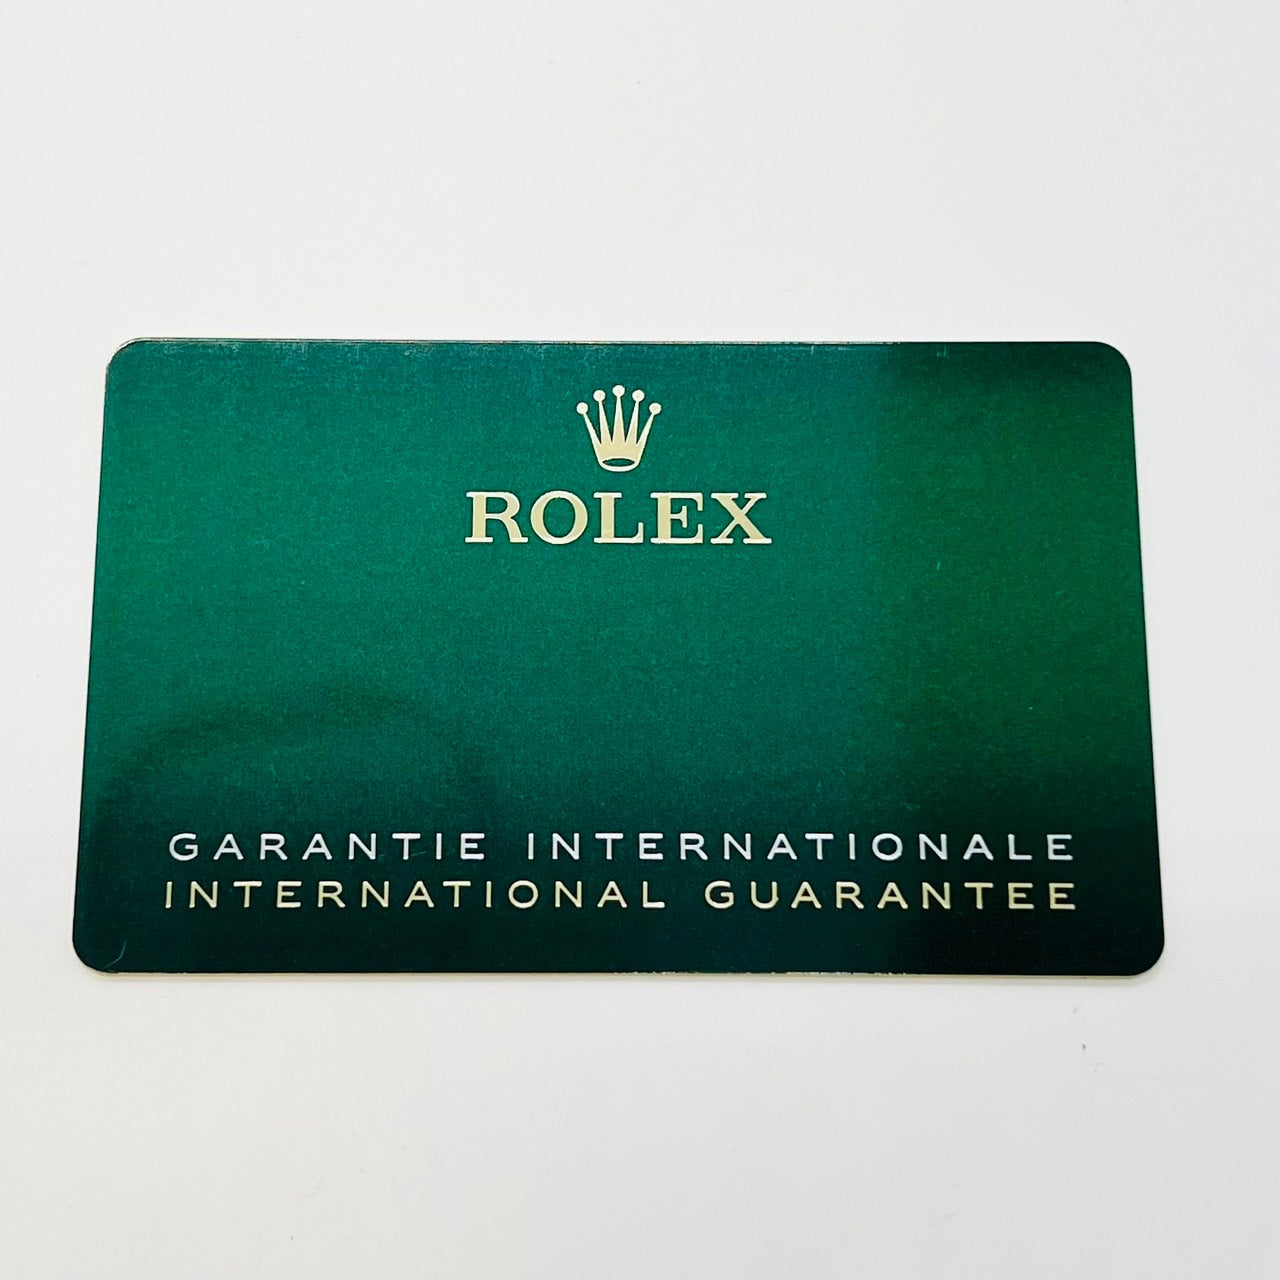 ROLEX
GARANTIE INTERNATIONALE
INTERNATIONAL GUARANTEE